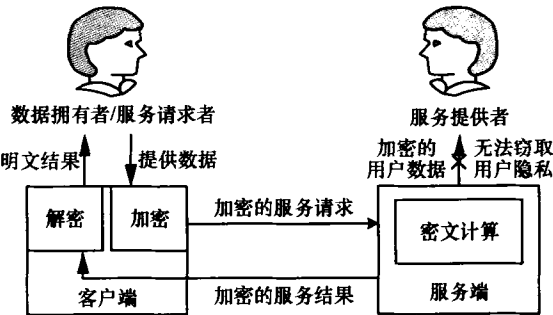 数据拥有者/服务请求者
服务提供者
明文结果
提供数据
加密的
用户数据
无法窃取
用户隐私
解密
加密
加密的服务请求
密文计算
客户端
加密的服务结果
服务端